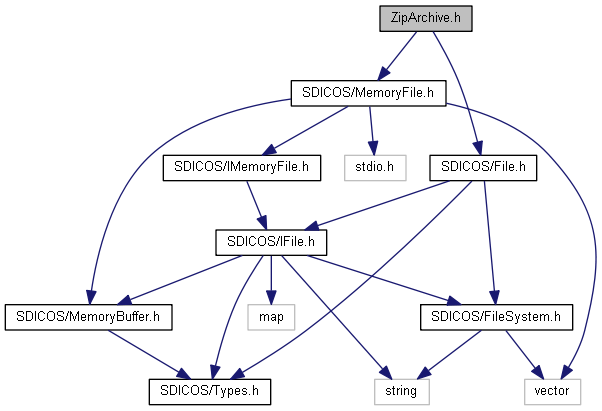 ZipArchive.h
SDICOS/MemoryFile.h
SDICOS/IMemoryFile.h
stdio.h
SDICOS/File.h
SDICOS/IFile.h
SDICOS/MemoryBuffer.h
map
SDICOS/FileSystem.h
SDICOS/Types.h
string
vector